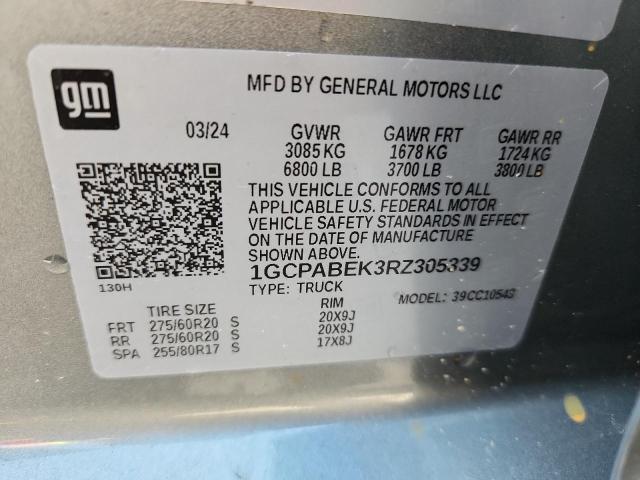 gm
MFD BY GENERAL MOTORS LLC
03/24 GVWR GAWR FRT GAWR RR
3085 KG 1678 KG 1724 KG
6800 LB 3700 LB 3800 LB
THIS VEHICLE CONFORMS TO ALL
APPLICABLE U.S. FEDERAL MOTOR
VEHICLE SAFETY STANDARDS IN EFFECT
ON THE DATE OF MANUFACTURE
SHOWN ABOVE.
1GCPABEK3RZ305339
130H
TYPE: TRUCK MODEL: 39CC10543
TIRE SIZE RIM
FRT 275/60R20 S 20X9J
RR 275/60R20 S 20X9J
SPA 255/80R17 S 17X8J